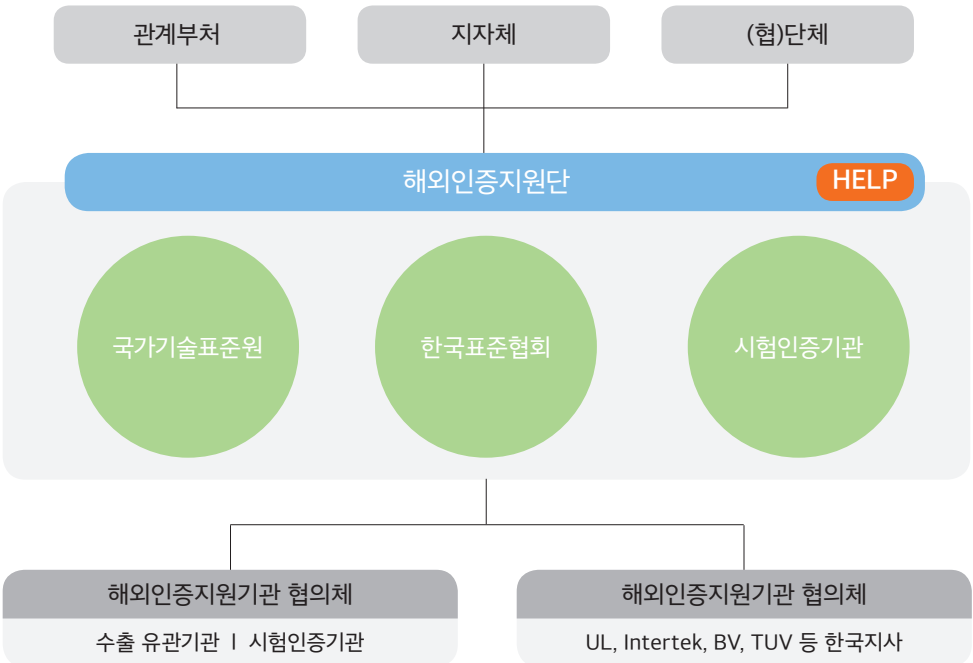 관계부처
지자체
(협)단체
해외인증지원단
HELP
국가기술표준원
한국표준협회
시험인증기관
해외인증지원기관 협의체
수출 유관기관 ㅣ 시험인증기관
해외인증지원기관 협의체
UL, Intertek, BV, TUV 등 한국지사